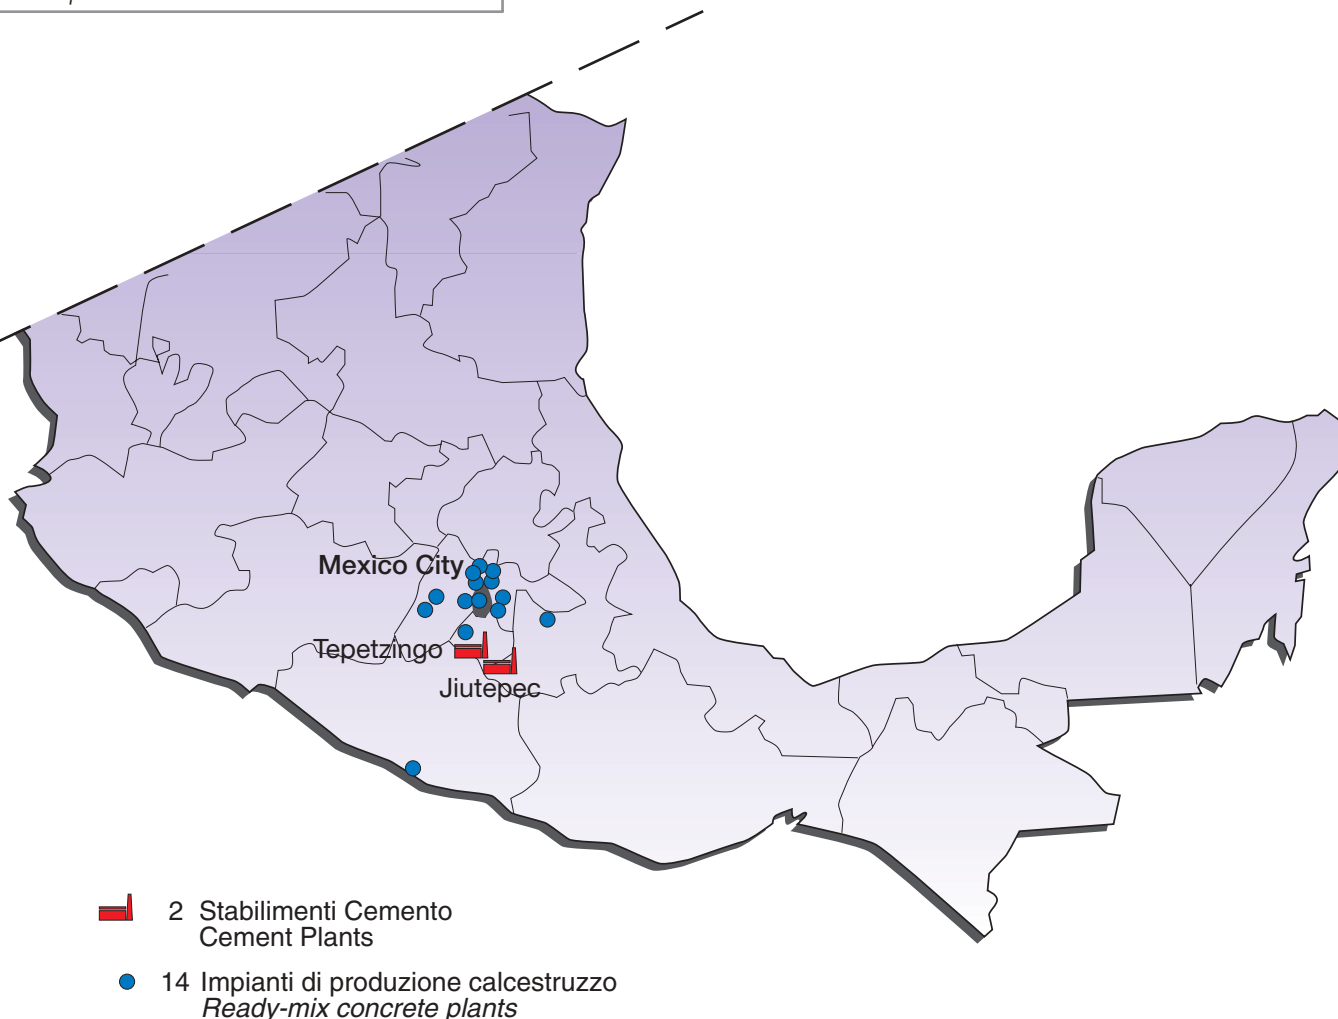 Mexico City
Tepetzingo
Jiutepec
2 Stabilimenti Cemento
Cement Plants
14 Impianti di produzione calcestruzzo
Ready-mix concrete plants